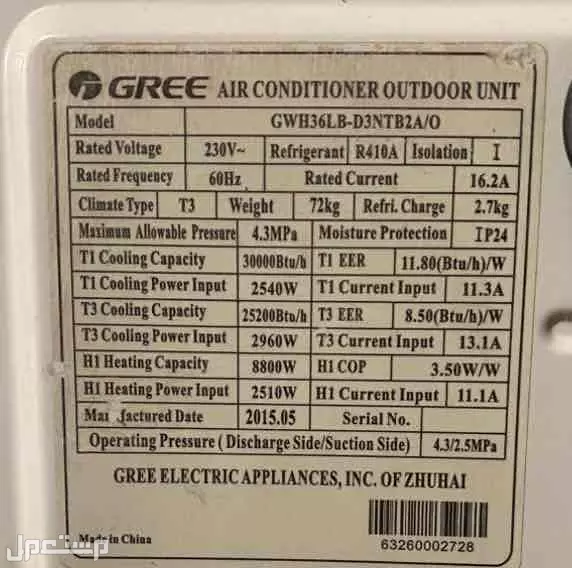 GREE AIR CONDITIONER OUTDOOR UNIT
Model GWH36LB-D3NTB2A/O
Rated Voltage 230V~ Refrigerant R410A Isolation I
Rated Frequency 60Hz Rated Current 16.2A
Climate Type T3 Weight 72kg Refri. Charge 2.7kg
Maximum Allowable Pressure 4.3MPa Moisture Protection IP24
T1 Cooling Capacity 30000Btu/h T1 EER 11.80(Btu/h)/W
T1 Cooling Power Input 2540W T1 Current Input 11.3A
T3 Cooling Capacity 25200Btu/h T3 EER 8.50(Btu/h)/W
T3 Cooling Power Input 2960W T3 Current Input 13.1A
H1 Heating Capacity 8800W H1 COP 3.50W/W
H1 Heating Power Input 2510W H1 Current Input 11.1A
Manufactured Date 2015.05 Serial No.
Operating Pressure (Discharge Side/Suction Side) 4.3/2.5MPa
GREE ELECTRIC APPLIANCES, INC. OF ZHUHAI
Made in China
63260002728
مستعمل